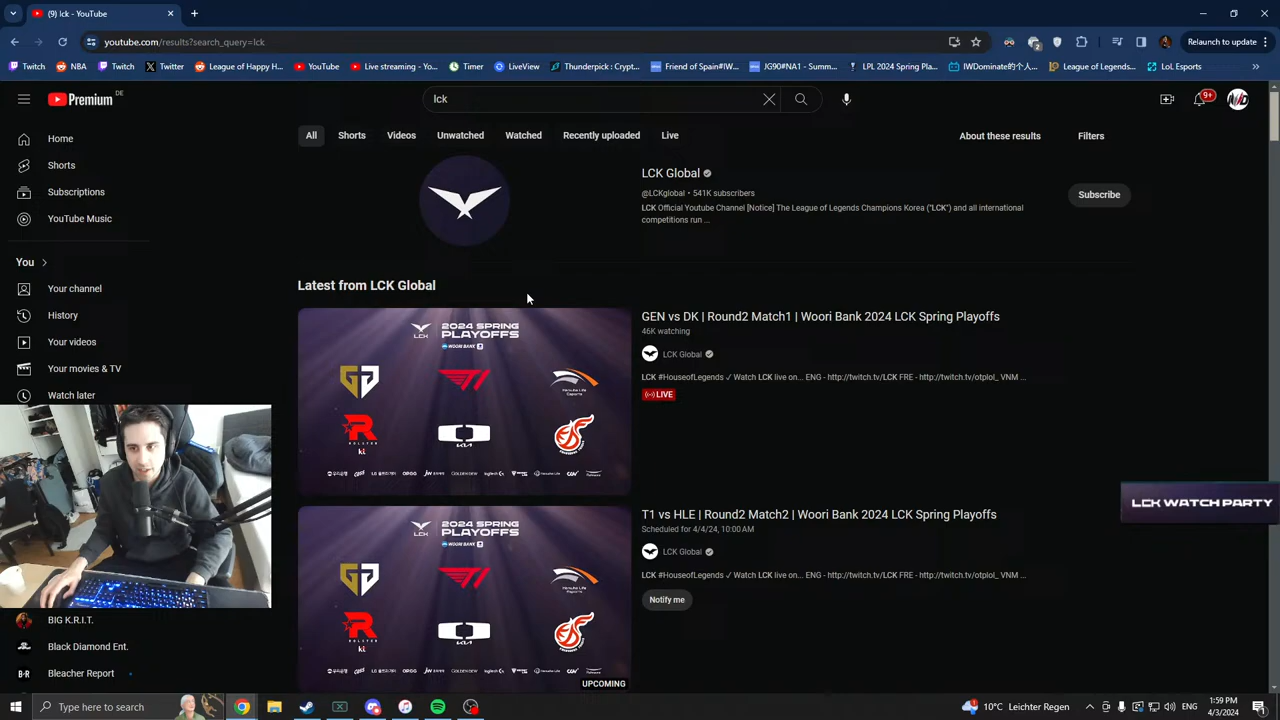 (9) lck - YouTube
youtube.com/results?search_query=lck
Relaunch to update
Twitch
NBA
Twitch
Twitter
League of Happy H...
YouTube
Live streaming - Yo...
Timer
LiveView
Thunderpick : Crypt...
Friend of Spain#IW...
JG90#NA1 - Summ...
LPL 2024 Spring Pla...
IWDominate的个人...
League of Legends...
LoL Esports
Premium DE
lck
9+
Home
Shorts
Subscriptions
YouTube Music
You
Your channel
History
Your videos
Your movies & TV
Watch later
BIG K.R.I.T.
Black Diamond Ent.
Bleacher Report
All
Shorts
Videos
Unwatched
Watched
Recently uploaded
Live
About these results
Filters
LCK Global
@LCKglobal • 541K subscribers
LCK Official Youtube Channel [Notice] The League of Legends Champions Korea ("LCK") and all international
competitions run ...
Subscribe
Latest from LCK Global
LCK
2024 SPRING
PLAYOFFS
WOORI BANK
GEN vs DK | Round2 Match1 | Woori Bank 2024 LCK Spring Playoffs
46K watching
LCK Global
LCK #HouseofLegends ✓ Watch LCK live on... ENG - http://twitch.tv/LCK FRE - http://twitch.tv/otplol_ VNM ...
LIVE
LCK
2024 SPRING
PLAYOFFS
WOORI BANK
UPCOMING
T1 vs HLE | Round2 Match2 | Woori Bank 2024 LCK Spring Playoffs
Scheduled for 4/4/24, 10:00 AM
LCK Global
LCK #HouseofLegends ✓ Watch LCK live on... ENG - http://twitch.tv/LCK FRE - http://twitch.tv/otplol_ VNM ...
Notify me
LCK WATCH PARTY
Type here to search
10°C Leichter Regen
1:59 PM
4/3/2024